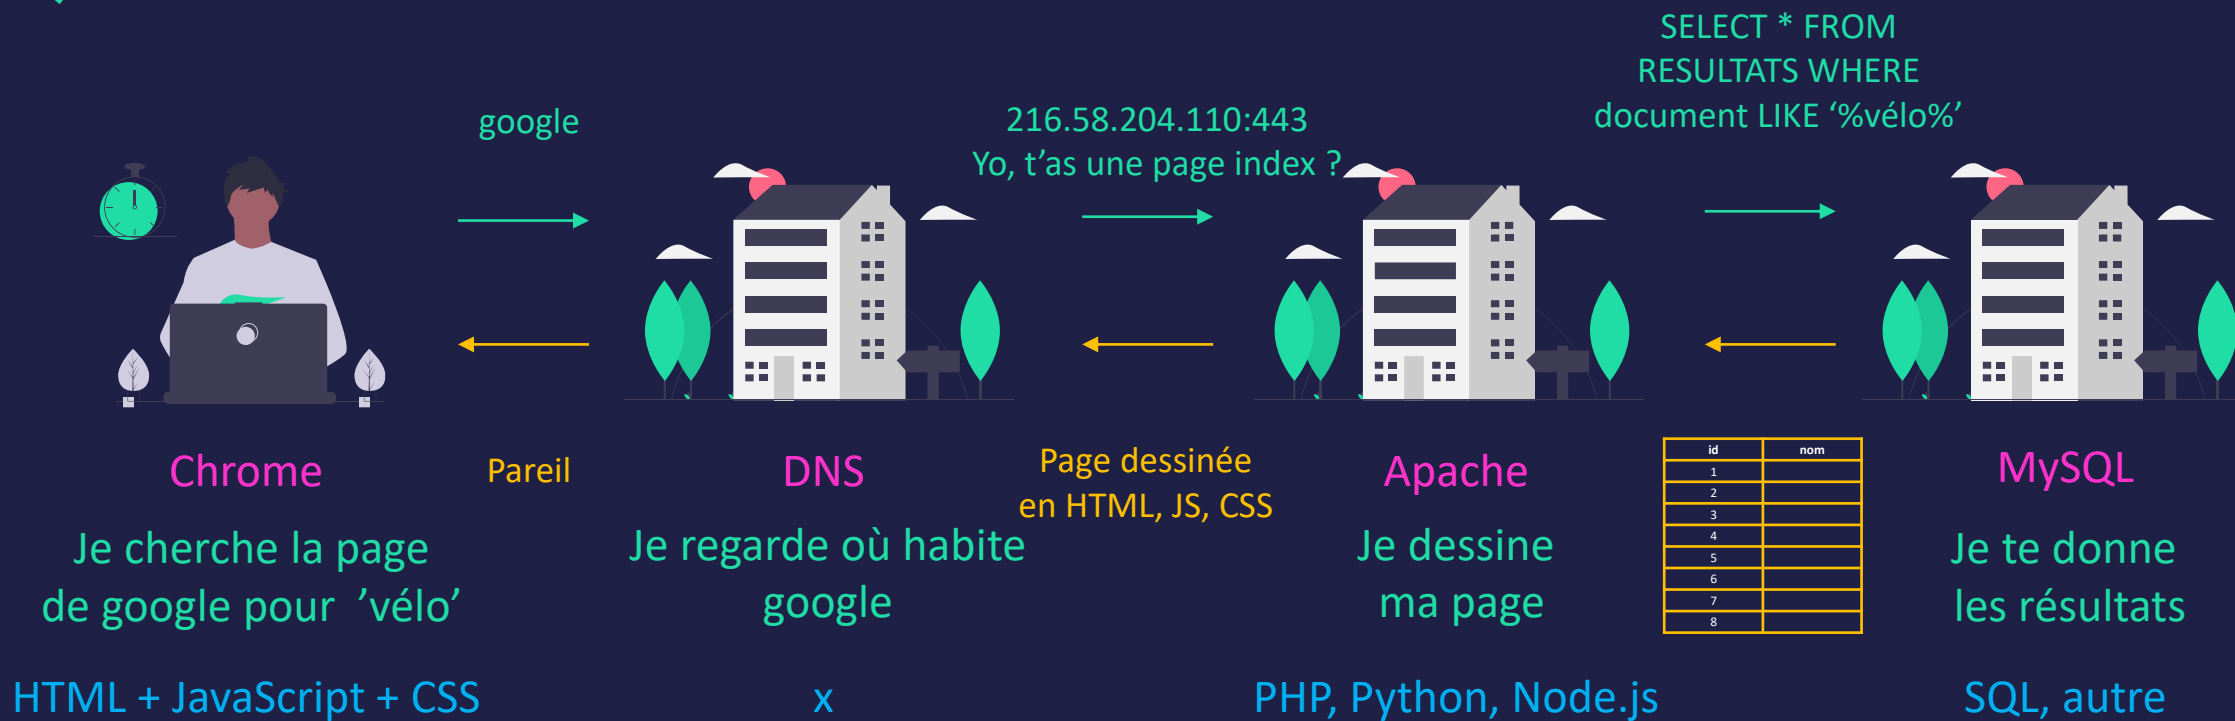 SELECT * FROM
RESULTATS WHERE
document LIKE ‘%vélo%’
google
216.58.204.110:443
Yo, t’as une page index ?
Chrome
Pareil
DNS
Page dessinée
en HTML, JS, CSS
Apache
id nom
1
2
3
4
5
6
7
8
MySQL
Je cherche la page
de google pour ’vélo’
Je regarde où habite
google
Je dessine
ma page
Je te donne
les résultats
HTML + JavaScript + CSS
x
PHP, Python, Node.js
SQL, autre